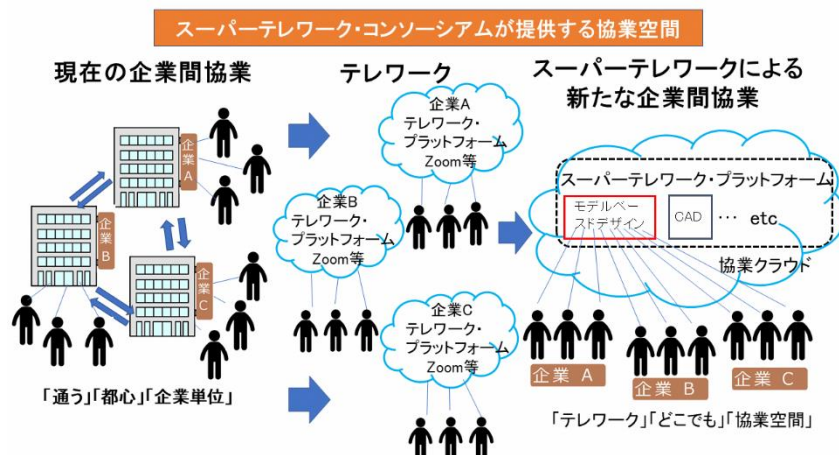 スーパーテレワーク・コンソーシアムが提供する協業空間
現在の企業間協業
企業A
企業B
企業C
「通う」「都心」「企業単位」
テレワーク
企業A
テレワーク・
プラットフォーム
Zoom等
企業B
テレワーク・
プラットフォーム
Zoom等
企業C
テレワーク・
プラットフォーム
Zoom等
スーパーテレワークによる
新たな企業間協業
スーパーテレワーク・プラットフォーム
モデルベー
スドデザイン
CAD
… etc
協業クラウド
企業 A
企業 B
企業 C
「テレワーク」「どこでも」「協業空間」